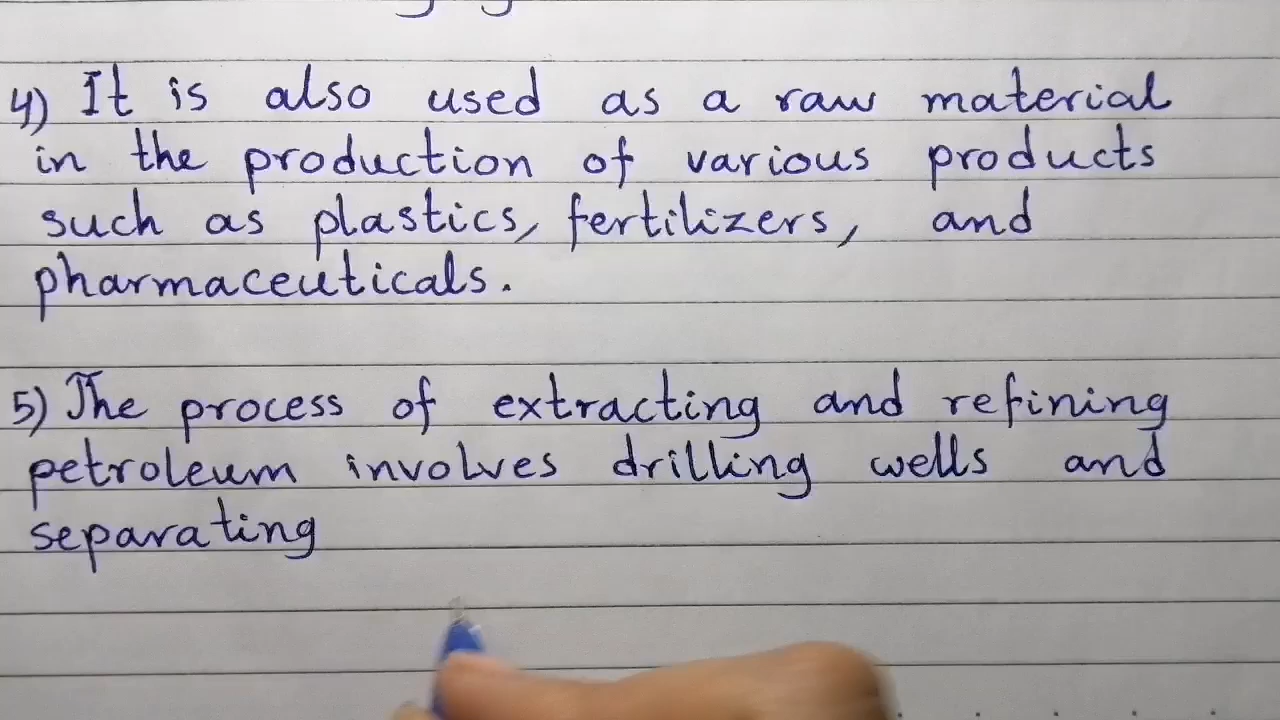 4) It is also used as a raw material
in the production of various products
such as plastics, fertilizers, and
pharmaceuticals.
5) The process of extracting and refining
petroleum involves drilling wells and
separating